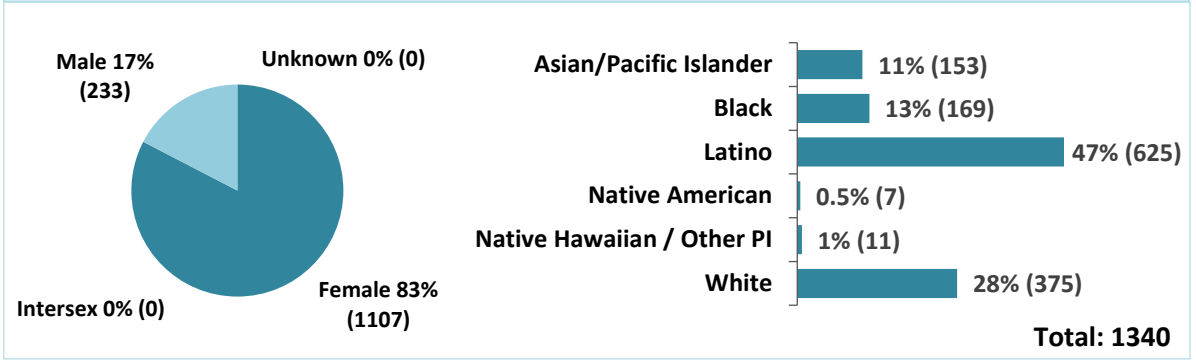 Male 17%
(233)
Unknown 0% (0)
Intersex 0% (0)
Female 83%
(1107)
Asian/Pacific Islander 11% (153)
Black 13% (169)
Latino 47% (625)
Native American 0.5% (7)
Native Hawaiian / Other PI 1% (11)
White 28% (375)
Total: 1340